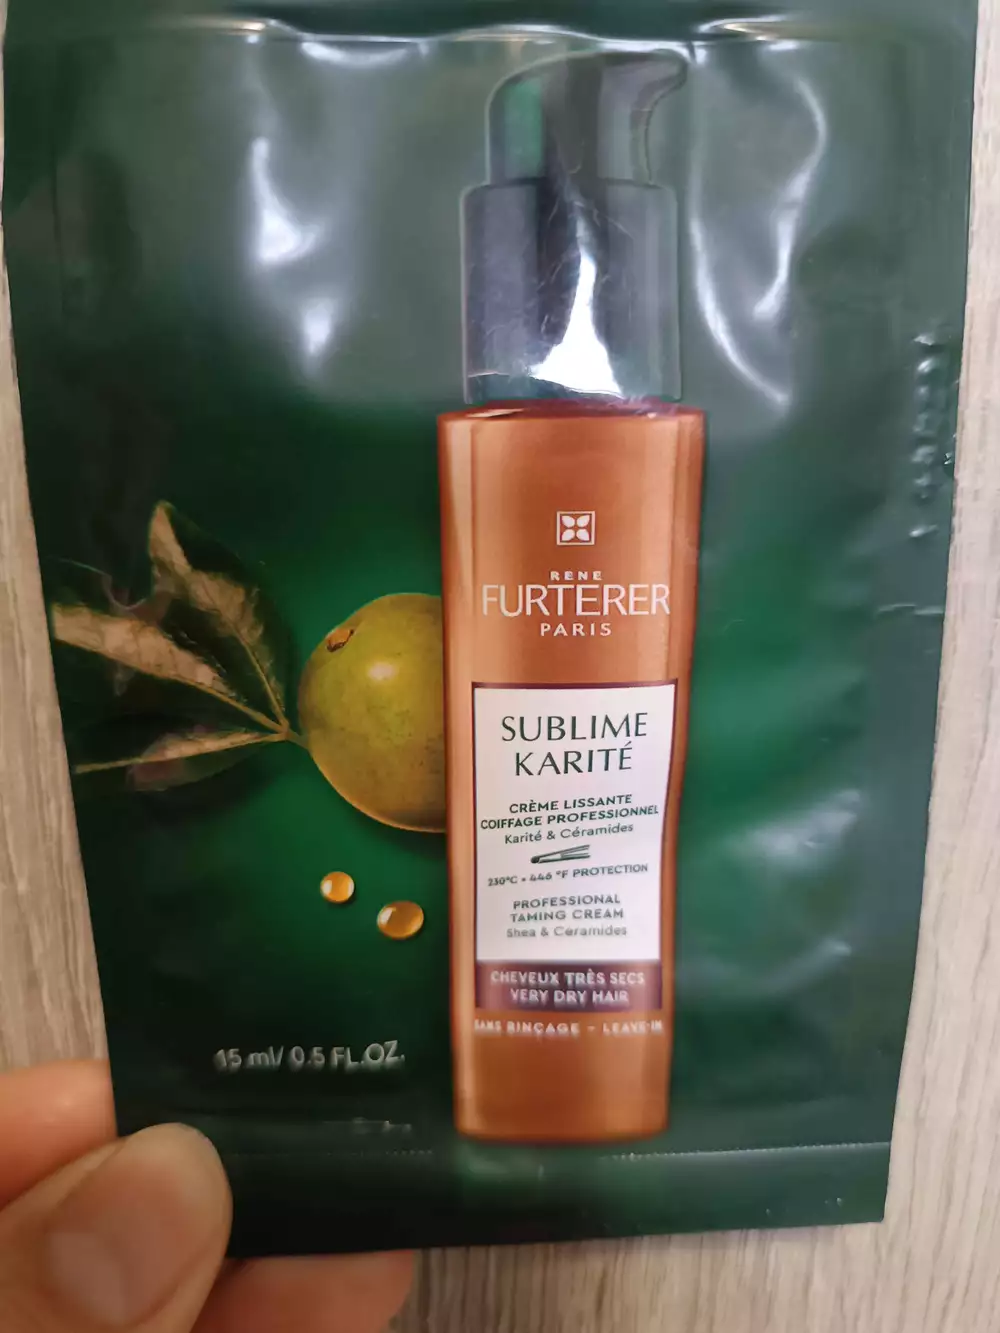 RENE
FURTERER
PARIS
SUBLIME
KARITÉ
CRÈME LISSANTE
COIFFAGE PROFESSIONNEL
Karité & Céramides
230°C • 446 °F PROTECTION
PROFESSIONAL
TAMING CREAM
Shea & Ceramides
CHEVEUX TRÈS SECS
VERY DRY HAIR
SANS RINÇAGE - LEAVE-IN
15 ml/ 0.5 FL.OZ.